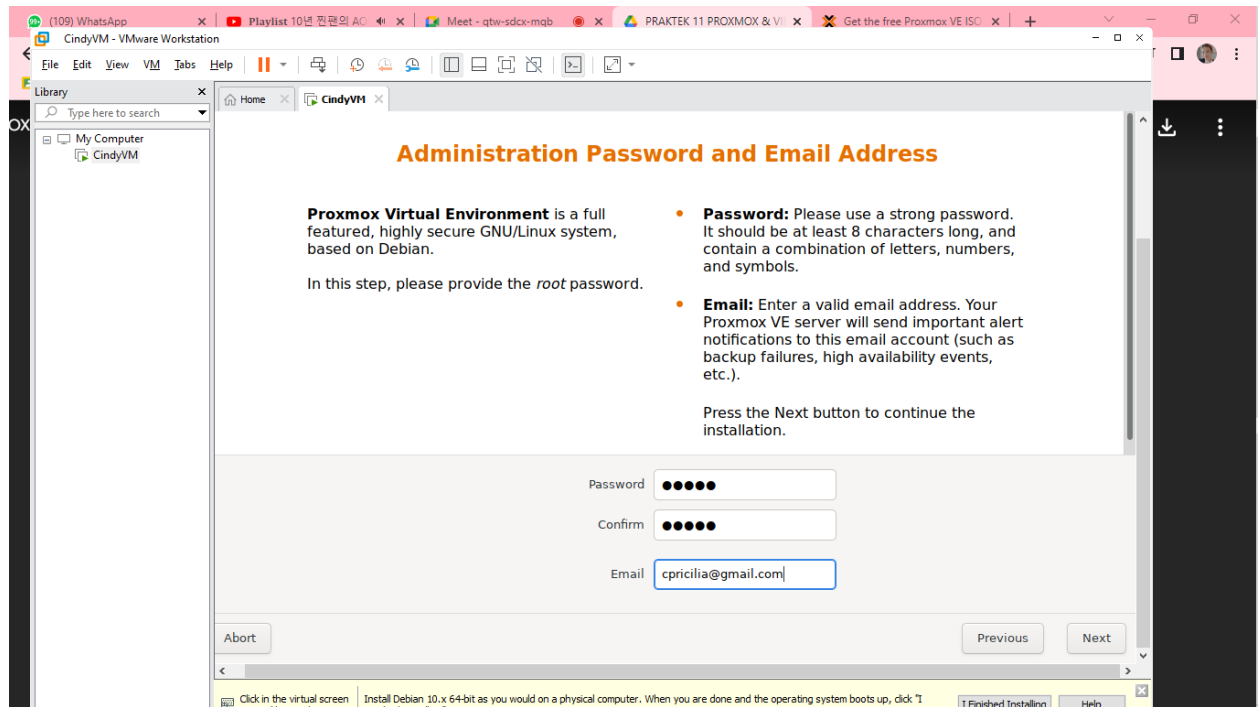 (109) WhatsApp
Playlist 10년 찐팬의 AC
Meet - qtw-sdcx-mqb
PRAKTEK 11 PROXMOX & VI
Get the free Proxmox VE ISO
CindyVM - VMware Workstation
File Edit View VM Tabs Help
Library
Type here to search
My Computer
CindyVM
Home
CindyVM
Administration Password and Email Address
Proxmox Virtual Environment is a full
featured, highly secure GNU/Linux system,
based on Debian.
In this step, please provide the root password.
• Password: Please use a strong password.
It should be at least 8 characters long, and
contain a combination of letters, numbers,
and symbols.
• Email: Enter a valid email address. Your
Proxmox VE server will send important alert
notifications to this email account (such as
backup failures, high availability events,
etc.).
Press the Next button to continue the
installation.
Password ●●●●●
Confirm ●●●●●
Email cpricilia@gmail.com
Abort Previous Next
Click in the virtual screen
Install Debian 10.x 64-bit as you would on a physical computer. When you are done and the operating system boots up, click "I
I Finished Installing
Help